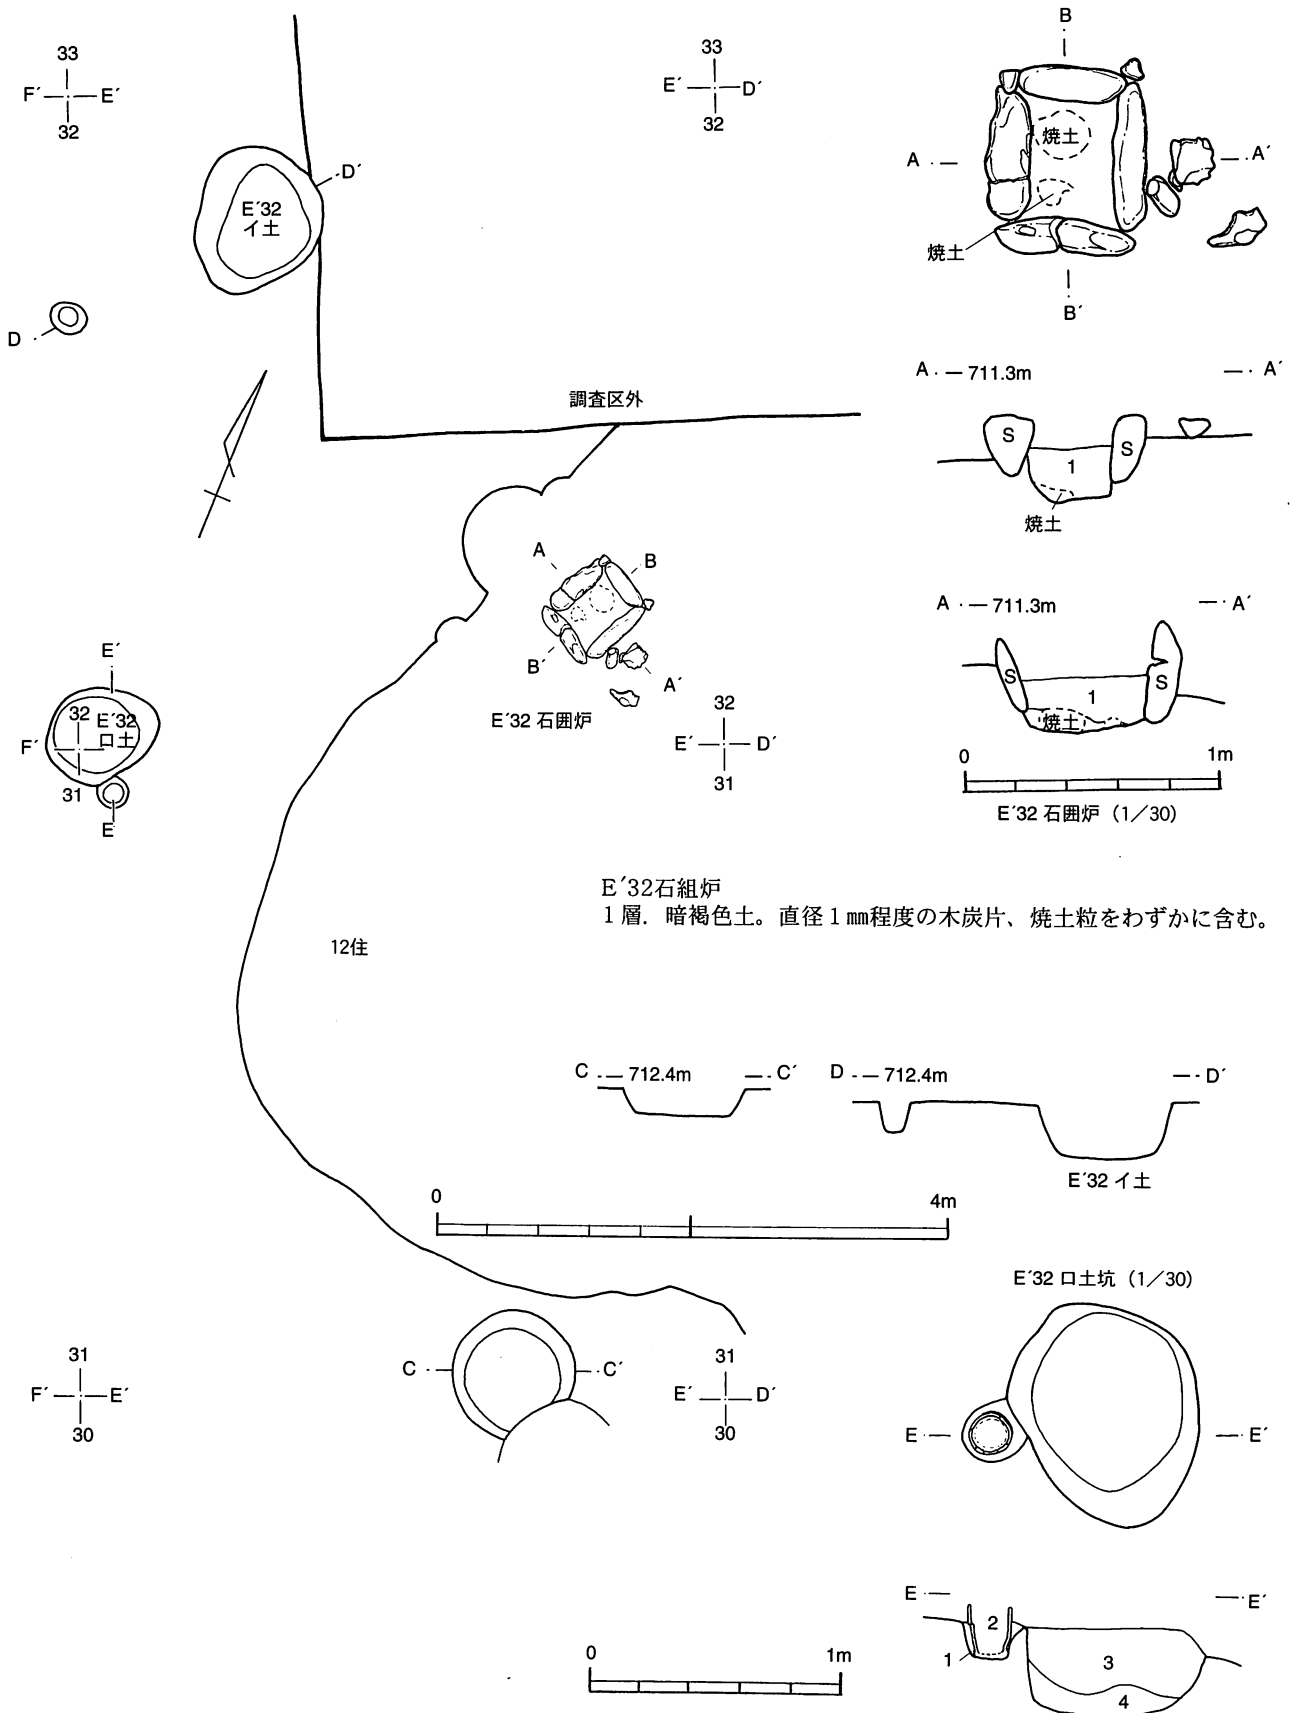 33
F´ E´
32
33
E´ D´
32
B
焼土
A A´
焼土
B´
D´
E´32
イ土
D
調査区外
A 711.3m A´
S S
1
焼土
A B
B´ A´
E´32 石囲炉
A 711.3m A´
S S
1
焼土
0 1m
E´32 石囲炉（1／30）
E´
32 E´32
F´ ロ土
31
E
32
E´ D´
31
E´32石組炉
1層．暗褐色土。直径1㎜程度の木炭片、焼土粒をわずかに含む。
12住
C 712.4m C´
D 712.4m D´
E´32 イ土
0 4m
E´32 ロ土坑（1／30）
31
F´ E´
30
C C´
31
E´ D´
30
E E´
E E´
2
1
3
4
0 1m